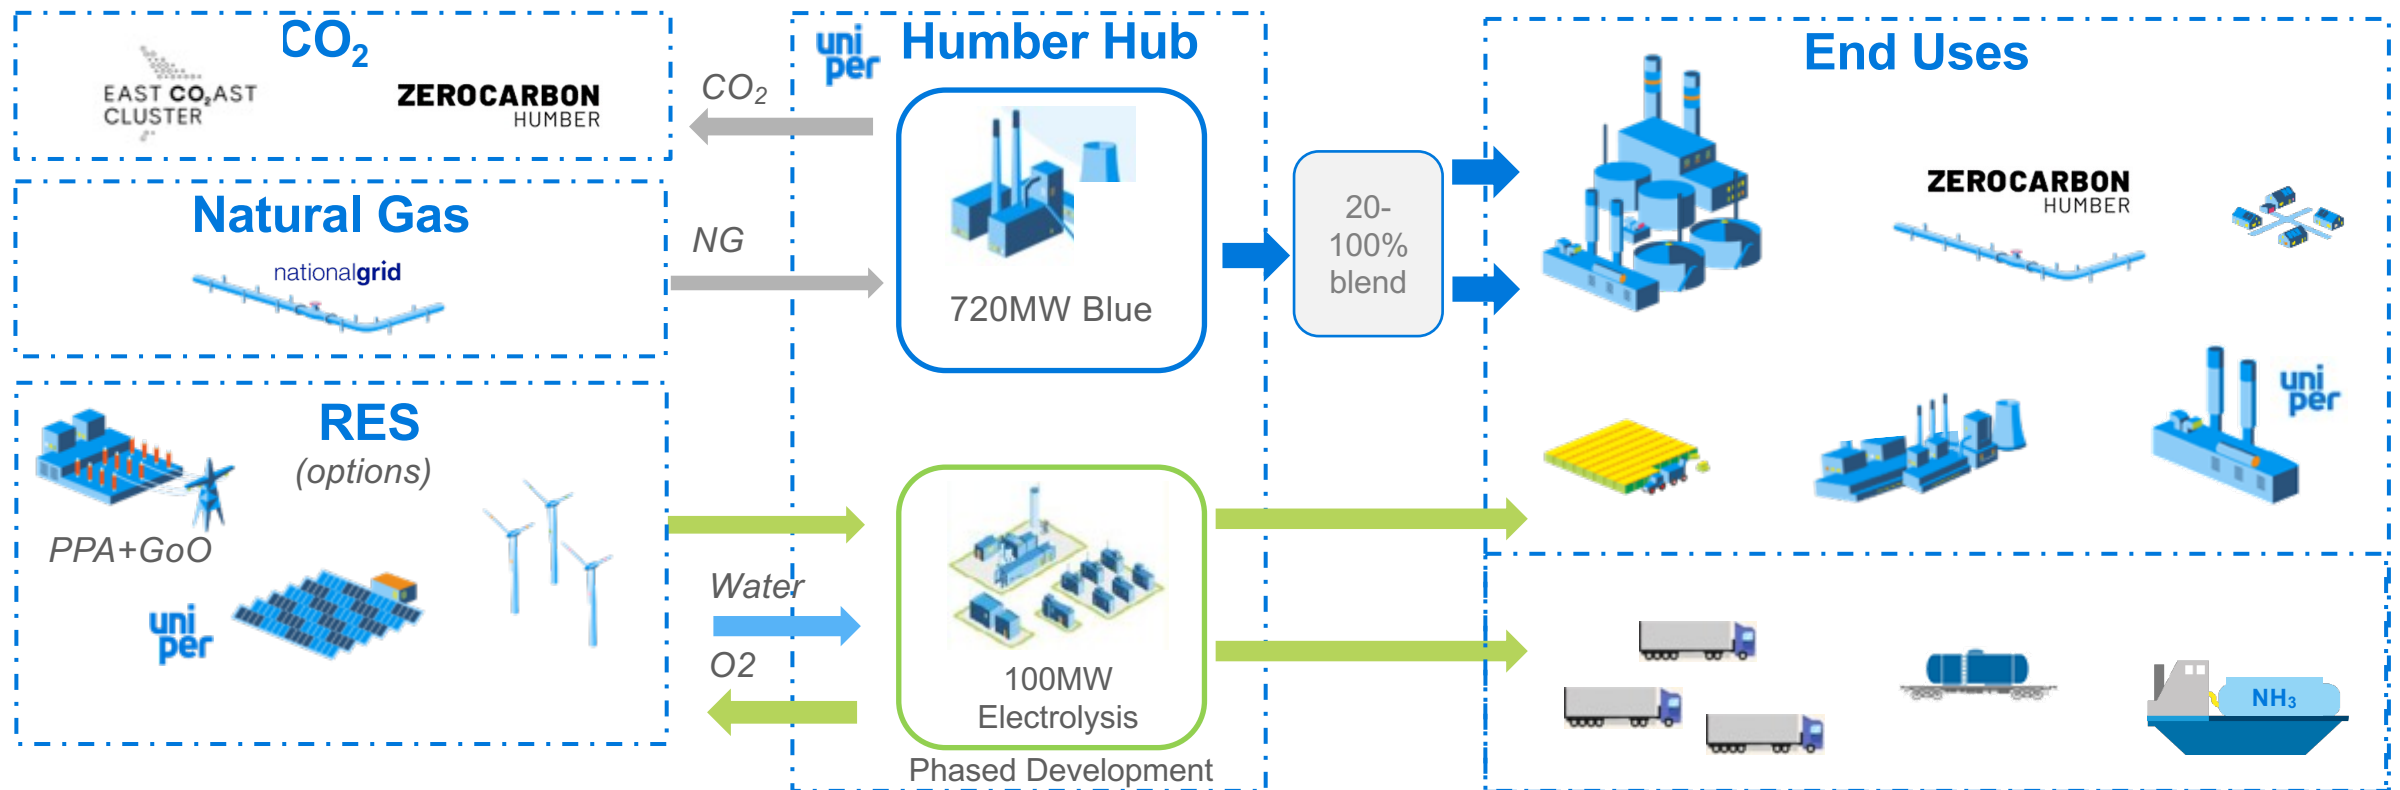 CO₂
EAST CO₂AST
CLUSTER
ZEROCARBON
HUMBER
Natural Gas
nationalgrid
RES
(options)
PPA+GoO
uni
per
CO₂
NG
Water
O2
uni
per
Humber Hub
720MW Blue
100MW
Electrolysis
Phased Development
20-
100%
blend
End Uses
ZEROCARBON
HUMBER
uni
per
NH₃